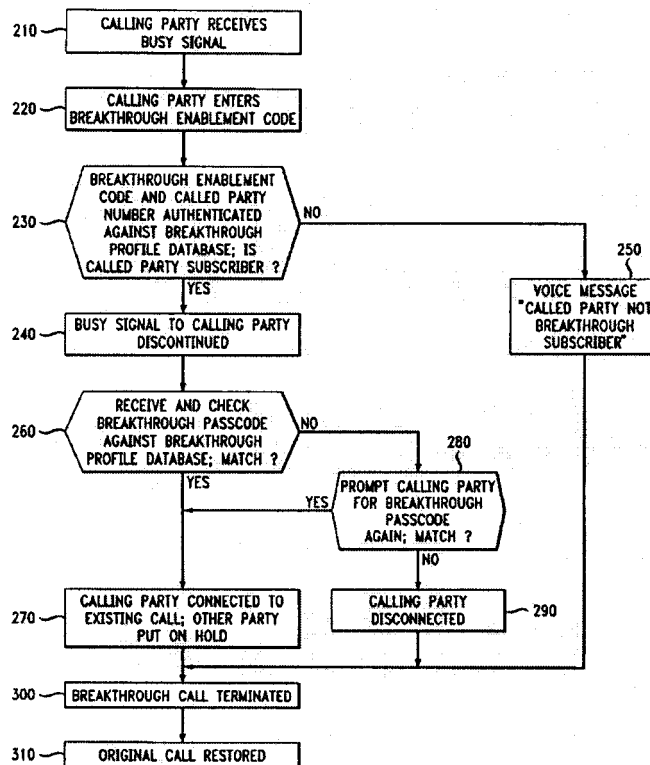 210
CALLING PARTY RECEIVES
BUSY SIGNAL
220
CALLING PARTY ENTERS
BREAKTHROUGH ENABLEMENT CODE
230
BREAKTHROUGH ENABLEMENT
CODE AND CALLED PARTY
NUMBER AUTHENTICATED
AGAINST BREAKTHROUGH
PROFILE DATABASE; IS
CALLED PARTY SUBSCRIBER ?
NO
YES
250
VOICE MESSAGE
"CALLED PARTY NOT
BREAKTHROUGH
SUBSCRIBER"
240
BUSY SIGNAL TO CALLING PARTY
DISCONTINUED
260
RECEIVE AND CHECK
BREAKTHROUGH PASSCODE
AGAINST BREAKTHROUGH
PROFILE DATABASE; MATCH ?
NO
YES
280
PROMPT CALLING PARTY
FOR BREAKTHROUGH
PASSCODE
AGAIN; MATCH ?
YES
NO
270
CALLING PARTY CONNECTED TO
EXISTING CALL; OTHER PARTY
PUT ON HOLD
CALLING PARTY
DISCONNECTED
290
300
BREAKTHROUGH CALL TERMINATED
310
ORIGINAL CALL RESTORED